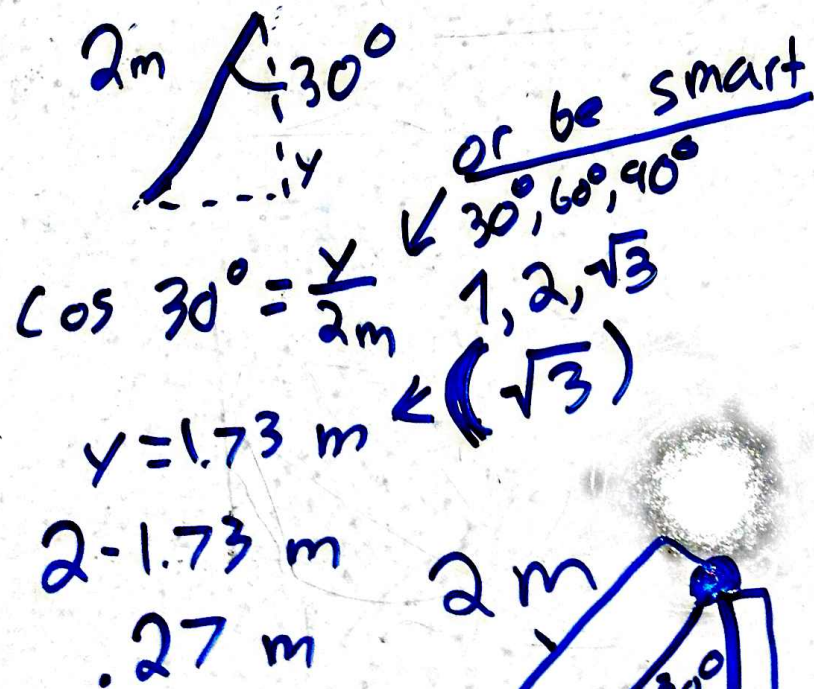 2m
30°
y
or be smart
30°, 60°, 90°
1, 2, √3
(√3)
cos 30° = y/2m
y = 1.73 m
2 - 1.73 m
.27 m
2 m